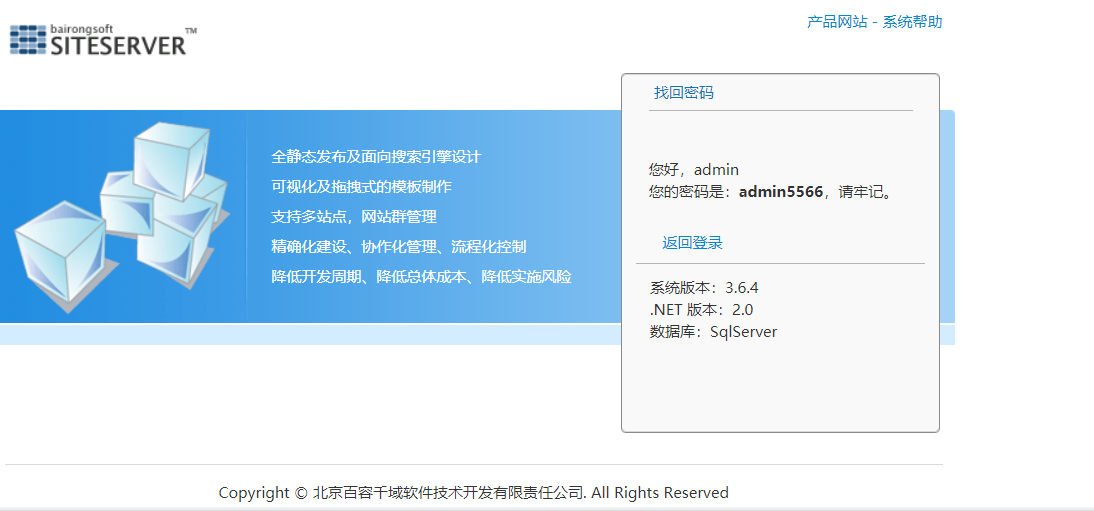 bairongsoft
SITESERVER™
产品网站 - 系统帮助
全静态发布及面向搜索引擎设计
可视化及拖拽式的模板制作
支持多站点，网站群管理
精确化建设、协作化管理、流程化控制
降低开发周期、降低总体成本、降低实施风险
找回密码
您好，admin
您的密码是：admin5566，请牢记。
返回登录
系统版本：3.6.4
.NET 版本：2.0
数据库：SqlServer
Copyright © 北京百容千域软件技术开发有限责任公司. All Rights Reserved